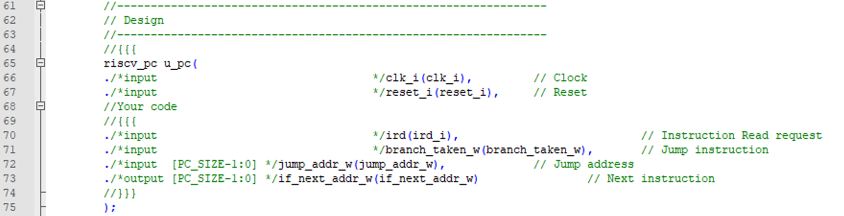 61 //--------------------------------------------------------------------
62 // Design
63 //--------------------------------------------------------------------
64 //{{{
65 riscv_pc u_pc(
66 ./*input */clk_i(clk_i), // Clock
67 ./*input */reset_i(reset_i), // Reset
68 //Your code
69 //{{{
70 ./*input */ird(ird_i), // Instruction Read request
71 ./*input */branch_taken_w(branch_taken_w), // Jump instruction
72 ./*input [PC_SIZE-1:0] */jump_addr_w(jump_addr_w), // Jump address
73 ./*output [PC_SIZE-1:0] */if_next_addr_w(if_next_addr_w) // Next instruction
74 //}}}
75 );